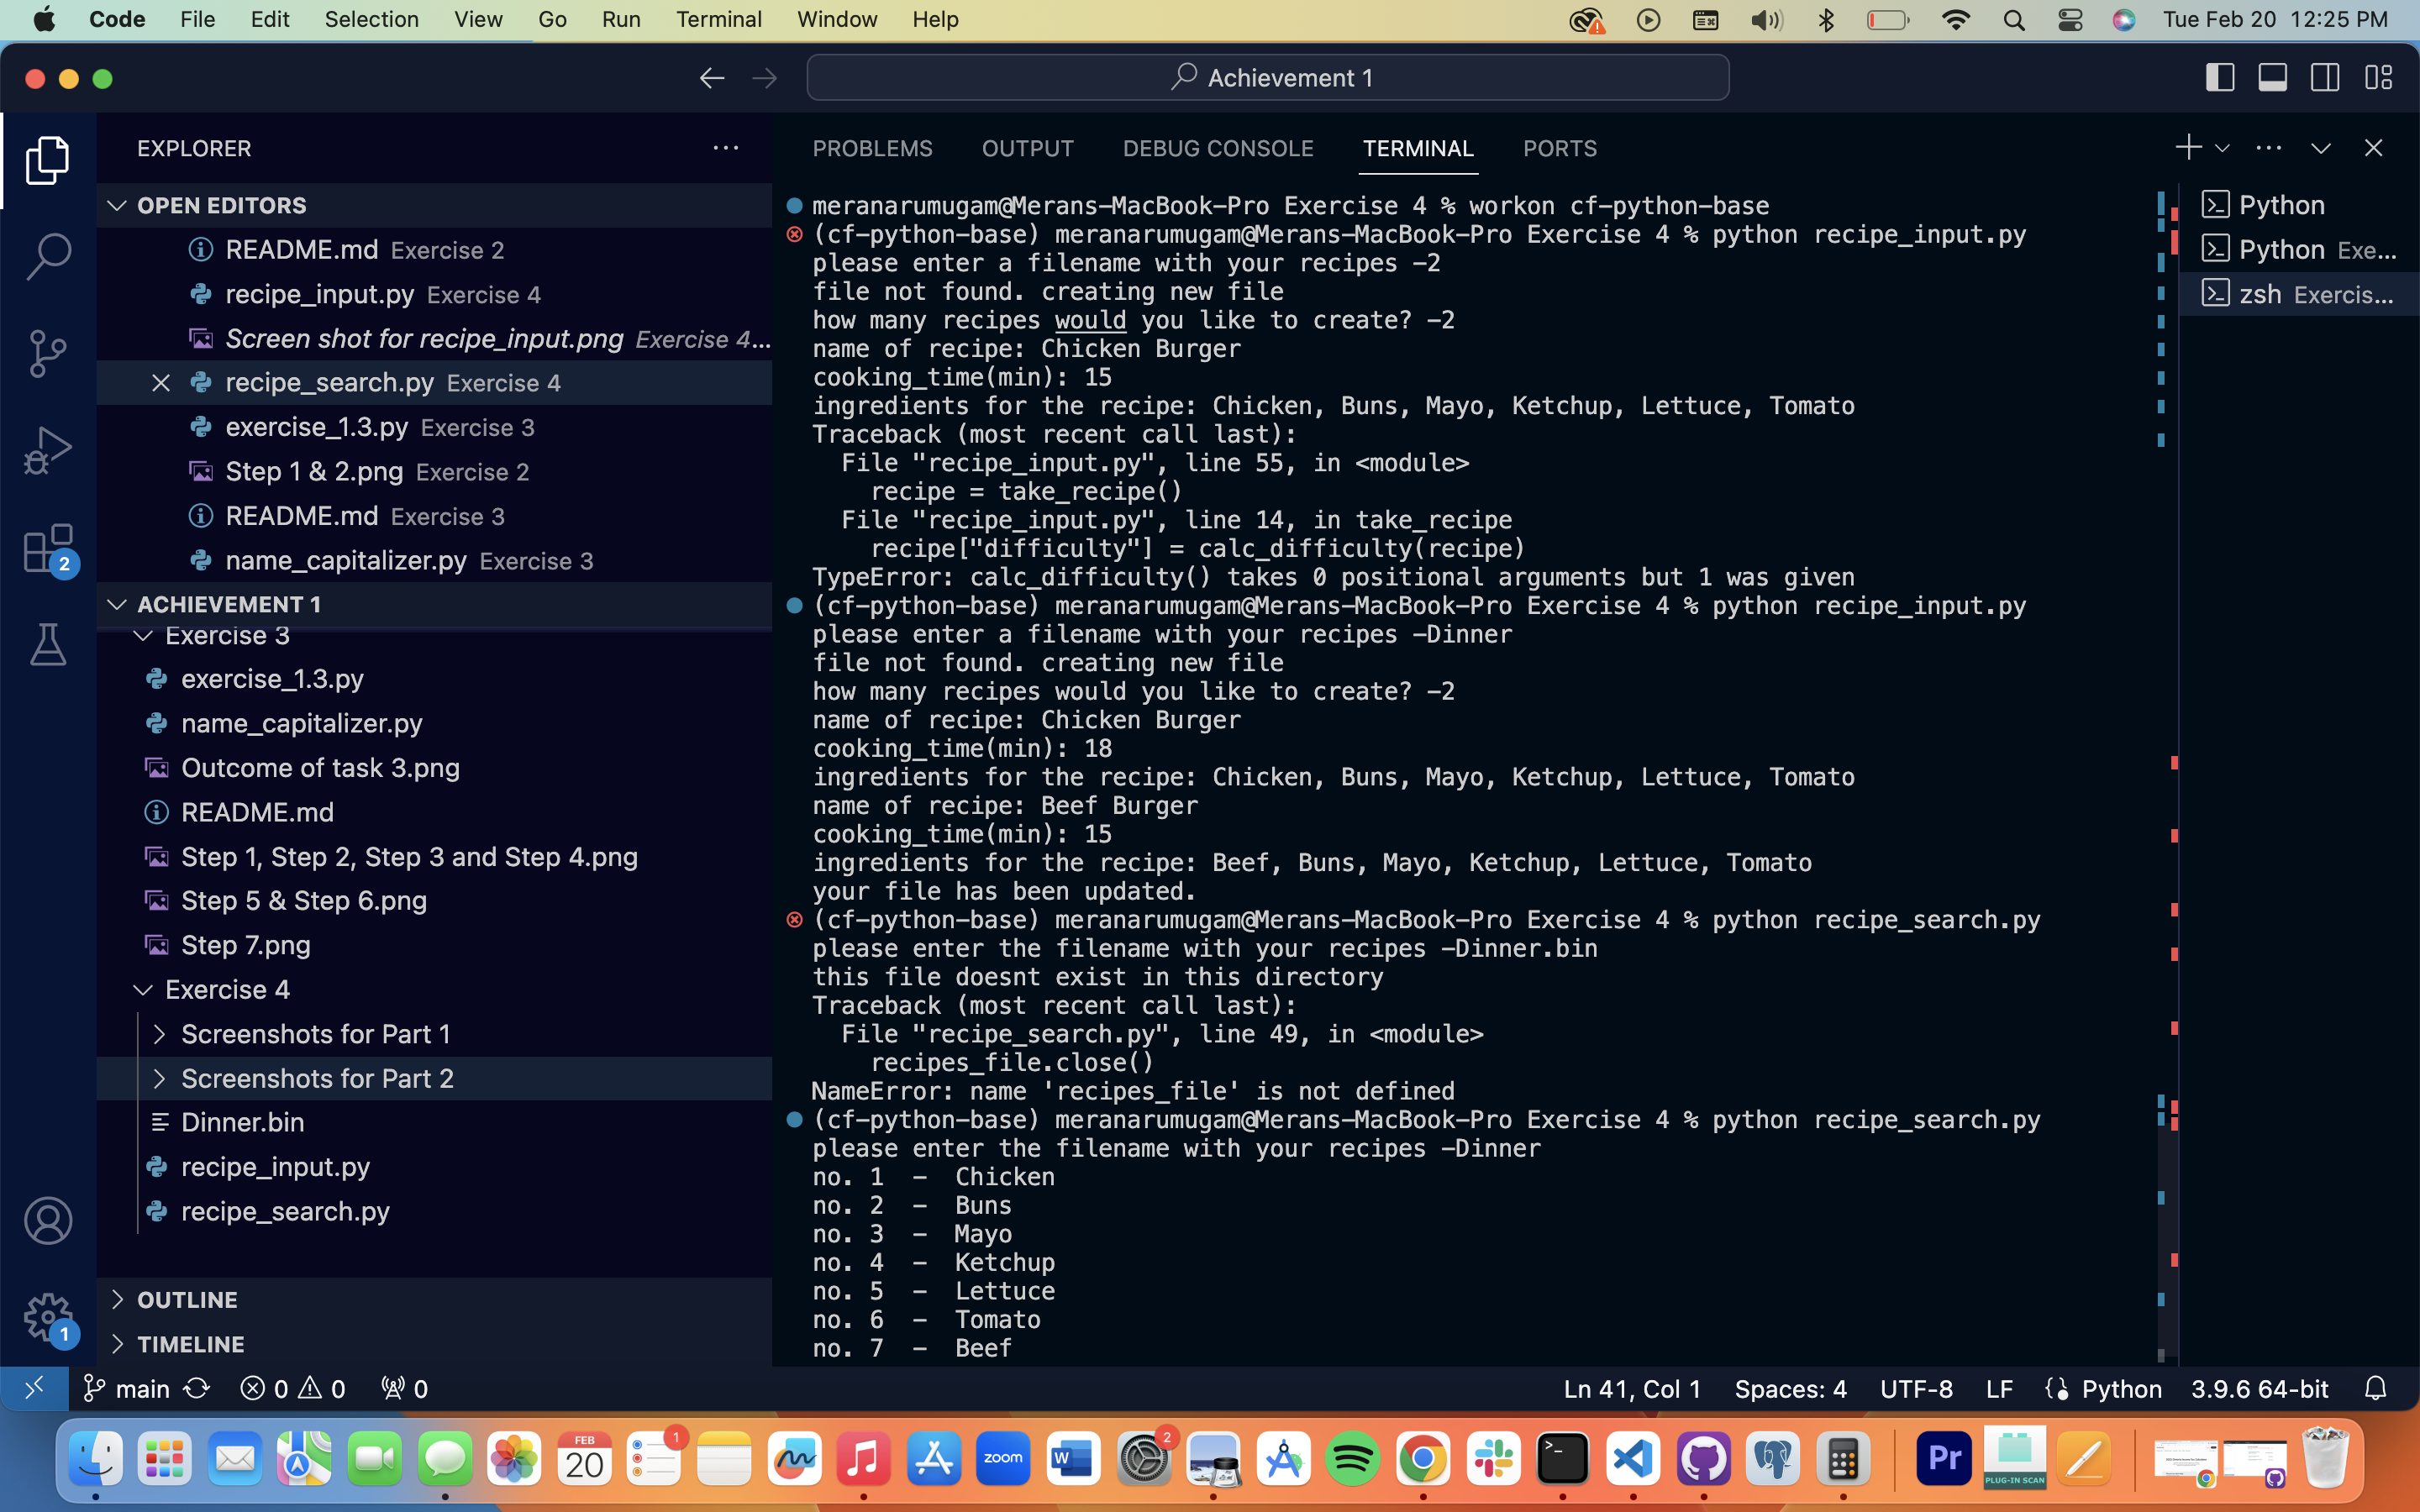 Code File Edit Selection View Go Run Terminal Window Help Tue Feb 20 12:25 PM
Achievement 1
EXPLORER
OPEN EDITORS
README.md Exercise 2
recipe_input.py Exercise 4
Screen shot for recipe_input.png Exercise 4...
recipe_search.py Exercise 4
exercise_1.3.py Exercise 3
Step 1 & 2.png Exercise 2
README.md Exercise 3
name_capitalizer.py Exercise 3
ACHIEVEMENT 1
Exercise 3
exercise_1.3.py
name_capitalizer.py
Outcome of task 3.png
README.md
Step 1, Step 2, Step 3 and Step 4.png
Step 5 & Step 6.png
Step 7.png
Exercise 4
Screenshots for Part 1
Screenshots for Part 2
Dinner.bin
recipe_input.py
recipe_search.py
OUTLINE
TIMELINE
2
1
PROBLEMS OUTPUT DEBUG CONSOLE TERMINAL PORTS
meranarumugam@Merans-MacBook-Pro Exercise 4 % workon cf-python-base
(cf-python-base) meranarumugam@Merans-MacBook-Pro Exercise 4 % python recipe_input.py
please enter a filename with your recipes -2
file not found. creating new file
how many recipes would you like to create? -2
name of recipe: Chicken Burger
cooking_time(min): 15
ingredients for the recipe: Chicken, Buns, Mayo, Ketchup, Lettuce, Tomato
Traceback (most recent call last):
  File "recipe_input.py", line 55, in <module>
    recipe = take_recipe()
  File "recipe_input.py", line 14, in take_recipe
    recipe["difficulty"] = calc_difficulty(recipe)
TypeError: calc_difficulty() takes 0 positional arguments but 1 was given
(cf-python-base) meranarumugam@Merans-MacBook-Pro Exercise 4 % python recipe_input.py
please enter a filename with your recipes -Dinner
file not found. creating new file
how many recipes would you like to create? -2
name of recipe: Chicken Burger
cooking_time(min): 18
ingredients for the recipe: Chicken, Buns, Mayo, Ketchup, Lettuce, Tomato
name of recipe: Beef Burger
cooking_time(min): 15
ingredients for the recipe: Beef, Buns, Mayo, Ketchup, Lettuce, Tomato
your file has been updated.
(cf-python-base) meranarumugam@Merans-MacBook-Pro Exercise 4 % python recipe_search.py
please enter the filename with your recipes -Dinner.bin
this file doesnt exist in this directory
Traceback (most recent call last):
  File "recipe_search.py", line 49, in <module>
    recipes_file.close()
NameError: name 'recipes_file' is not defined
(cf-python-base) meranarumugam@Merans-MacBook-Pro Exercise 4 % python recipe_search.py
please enter the filename with your recipes -Dinner
no. 1 - Chicken
no. 2 - Buns
no. 3 - Mayo
no. 4 - Ketchup
no. 5 - Lettuce
no. 6 - Tomato
no. 7 - Beef
Python
Python Exe...
zsh Exercis...
main 0 0 0 Ln 41, Col 1 Spaces: 4 UTF-8 LF Python 3.9.6 64-bit
FEB
20
1
zoom
W
2
Pr
PLUG-IN SCAN